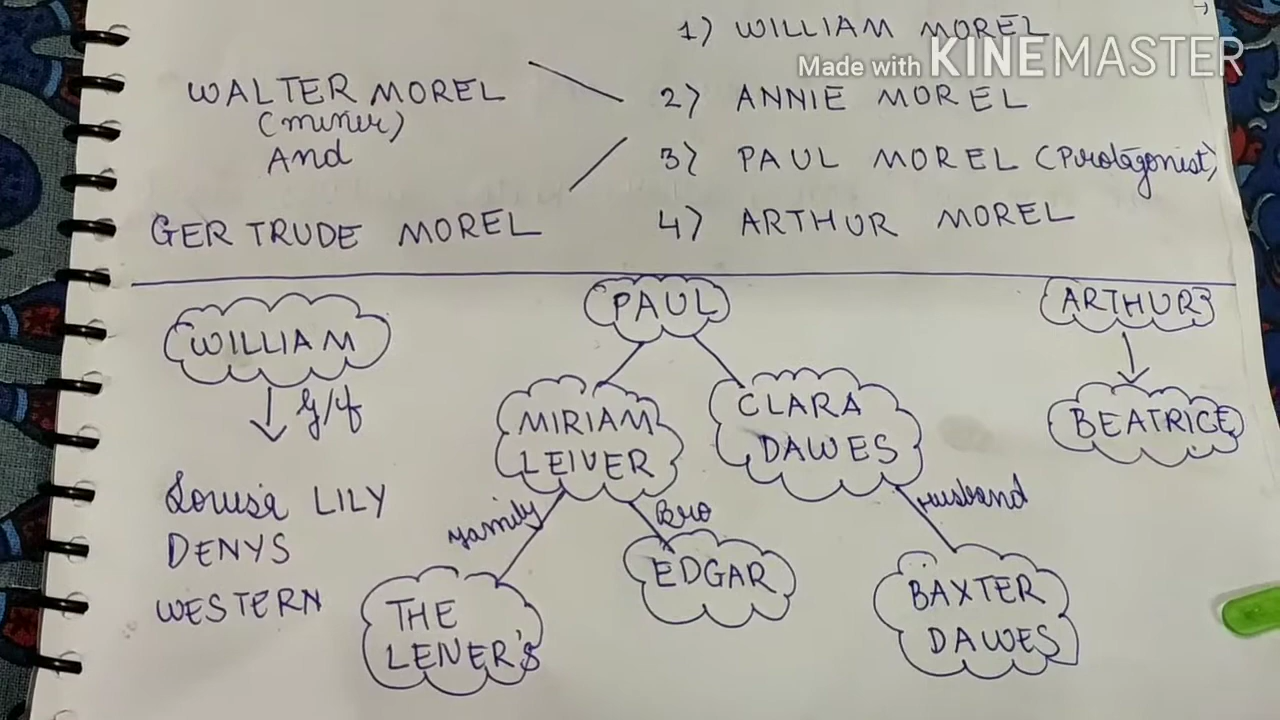 1) WILLIAM MOREL
Made with KINEMASTER
WALTER MOREL
(miner)
And
GERTRUDE MOREL
2) ANNIE MOREL
3) PAUL MOREL (Protagonist)
4) ARTHUR MOREL
WILLIAM
g/f
Louisa LILY
DENYS
WESTERN
PAUL
MIRIAM
LEIVER
family
THE
LEIVER'S
Bro
EDGAR
CLARA
DAWES
Husband
BAXTER
DAWES
ARTHUR
BEATRICE